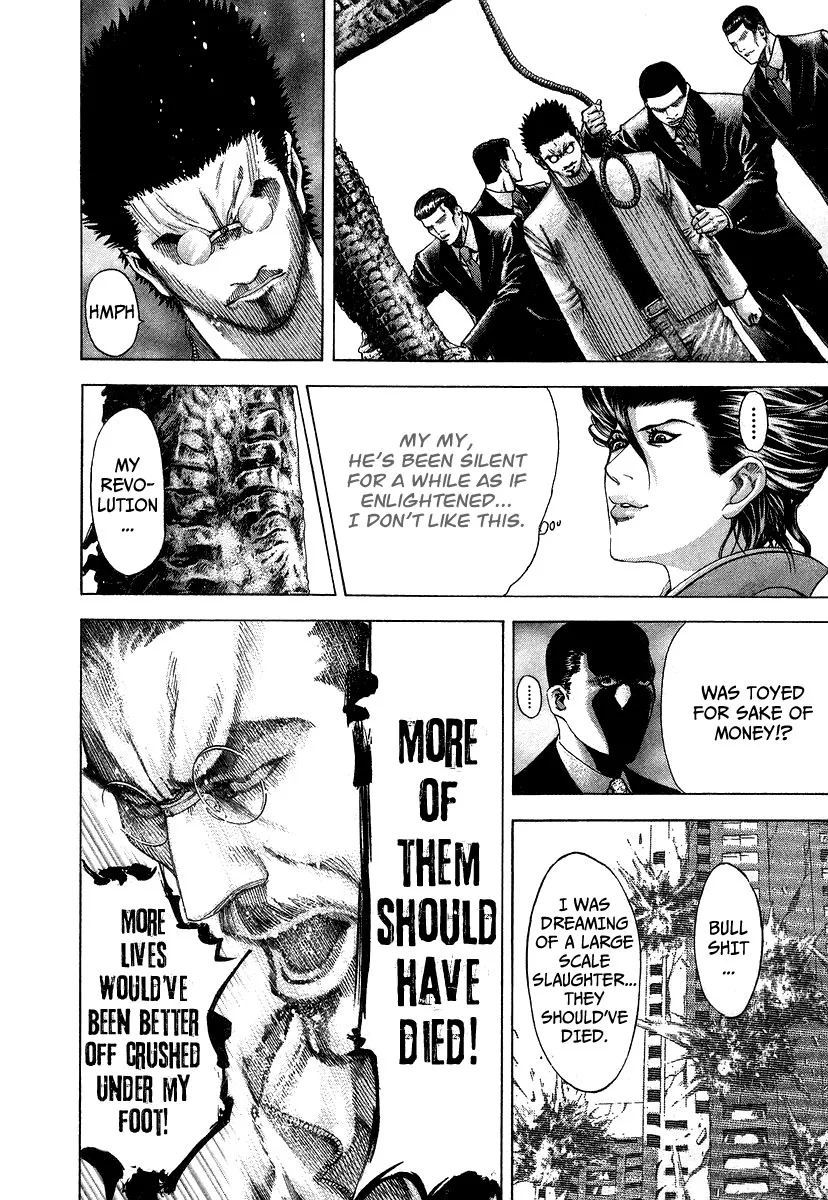 HMPH
.....
MY MY,
HE'S BEEN SILENT
FOR A WHILE AS IF
ENLIGHTENED...
I DON'T LIKE THIS.
MY
REVO-
LUTION
...
WAS TOYED
FOR SAKE OF
MONEY!?
.....
BULL
SHIT
...
I WAS
DREAMING
OF A LARGE
SCALE
SLAUGHTER...
THEY
SHOULD'VE
DIED.
MORE
OF
THEM
SHOULD
HAVE
DIED!
MORE
LIVES
WOULD'VE
BEEN BETTER
OFF CRUSHED
UNDER MY
FOOT!